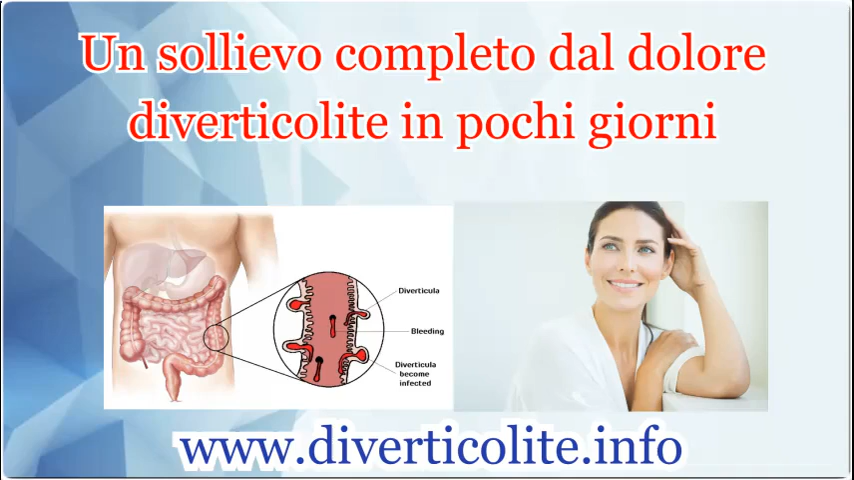 Un sollievo completo dal dolore
diverticolite in pochi giorni
Diverticula
Bleeding
Diverticula
become
infected
www.diverticolite.info